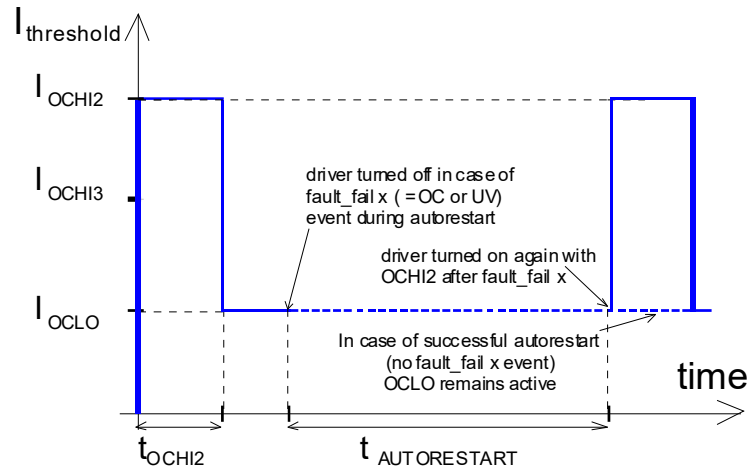 I threshold
I OCHI2
I OCHI3
I OCLO
driver turned off in case of
fault_fail x ( =OC or UV)
event during autorestart
driver turned on again with
OCHI2 after fault_fail x
In case of successful autorestart
(no fault_fail x event)
OCLO remains active
time
t OCHI2
t AUTORESTART